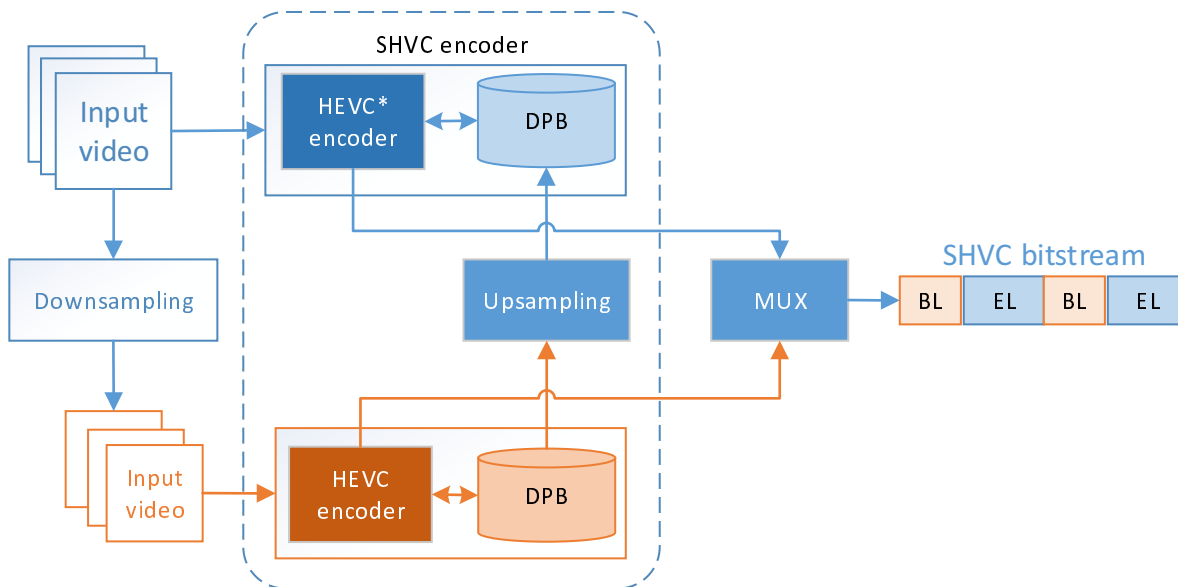 SHVC encoder
Input
video
HEVC*
encoder
DPB
Downsampling
Upsampling
MUX
SHVC bitstream
BL
EL
BL
EL
Input
video
HEVC
encoder
DPB